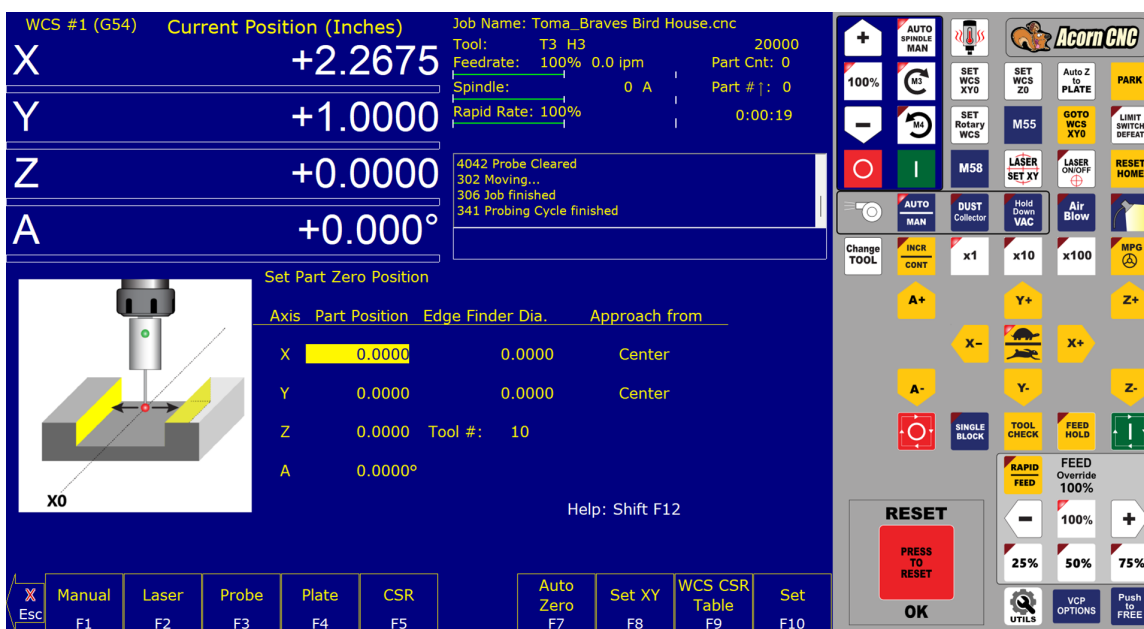 WCS #1 (G54) Current Position (Inches)
X +2.2675
Y +1.0000
Z +0.0000
A +0.000°
Job Name: Toma_Braves Bird House.cnc
Tool: T3 H3 20000
Feedrate: 100% 0.0 ipm Part Cnt: 0
Spindle: 0 A Part #↑: 0
Rapid Rate: 100% 0:00:19
4042 Probe Cleared
302 Moving...
306 Job finished
341 Probing Cycle finished
Set Part Zero Position
Axis Part Position Edge Finder Dia. Approach from
X 0.0000 0.0000 Center
Y 0.0000 0.0000 Center
Z 0.0000 Tool #: 10
A 0.0000°
X0
Help: Shift F12
X
Esc
Manual
F1
Laser
F2
Probe
F3
Plate
F4
CSR
F5
Auto
Zero
F7
Set XY
F8
WCS CSR
Table
F9
Set
F10
+
AUTO
SPINDLE
MAN
Acorn CNC
100%
M3
SET
WCS
XY0
SET
WCS
Z0
Auto Z
to
PLATE
PARK
−
M4
SET
Rotary
WCS
M55
GOTO
WCS
XY0
LIMIT
SWITCH
DEFEAT
M58
LASER
SET XY
LASER
ON/OFF
RESET
HOME
AUTO
MAN
DUST
Collector
Hold
Down
VAC
Air
Blow
Change
TOOL
INCR
CONT
x1
x10
x100
MPG
A+
Y+
Z+
X-
X+
A-
Y-
Z-
SINGLE
BLOCK
TOOL
CHECK
FEED
HOLD
RAPID
FEED
FEED
Override
100%
−
100%
+
25%
50%
75%
RESET
PRESS
TO
RESET
OK
UTILS
VCP
OPTIONS
Push
to
FREE